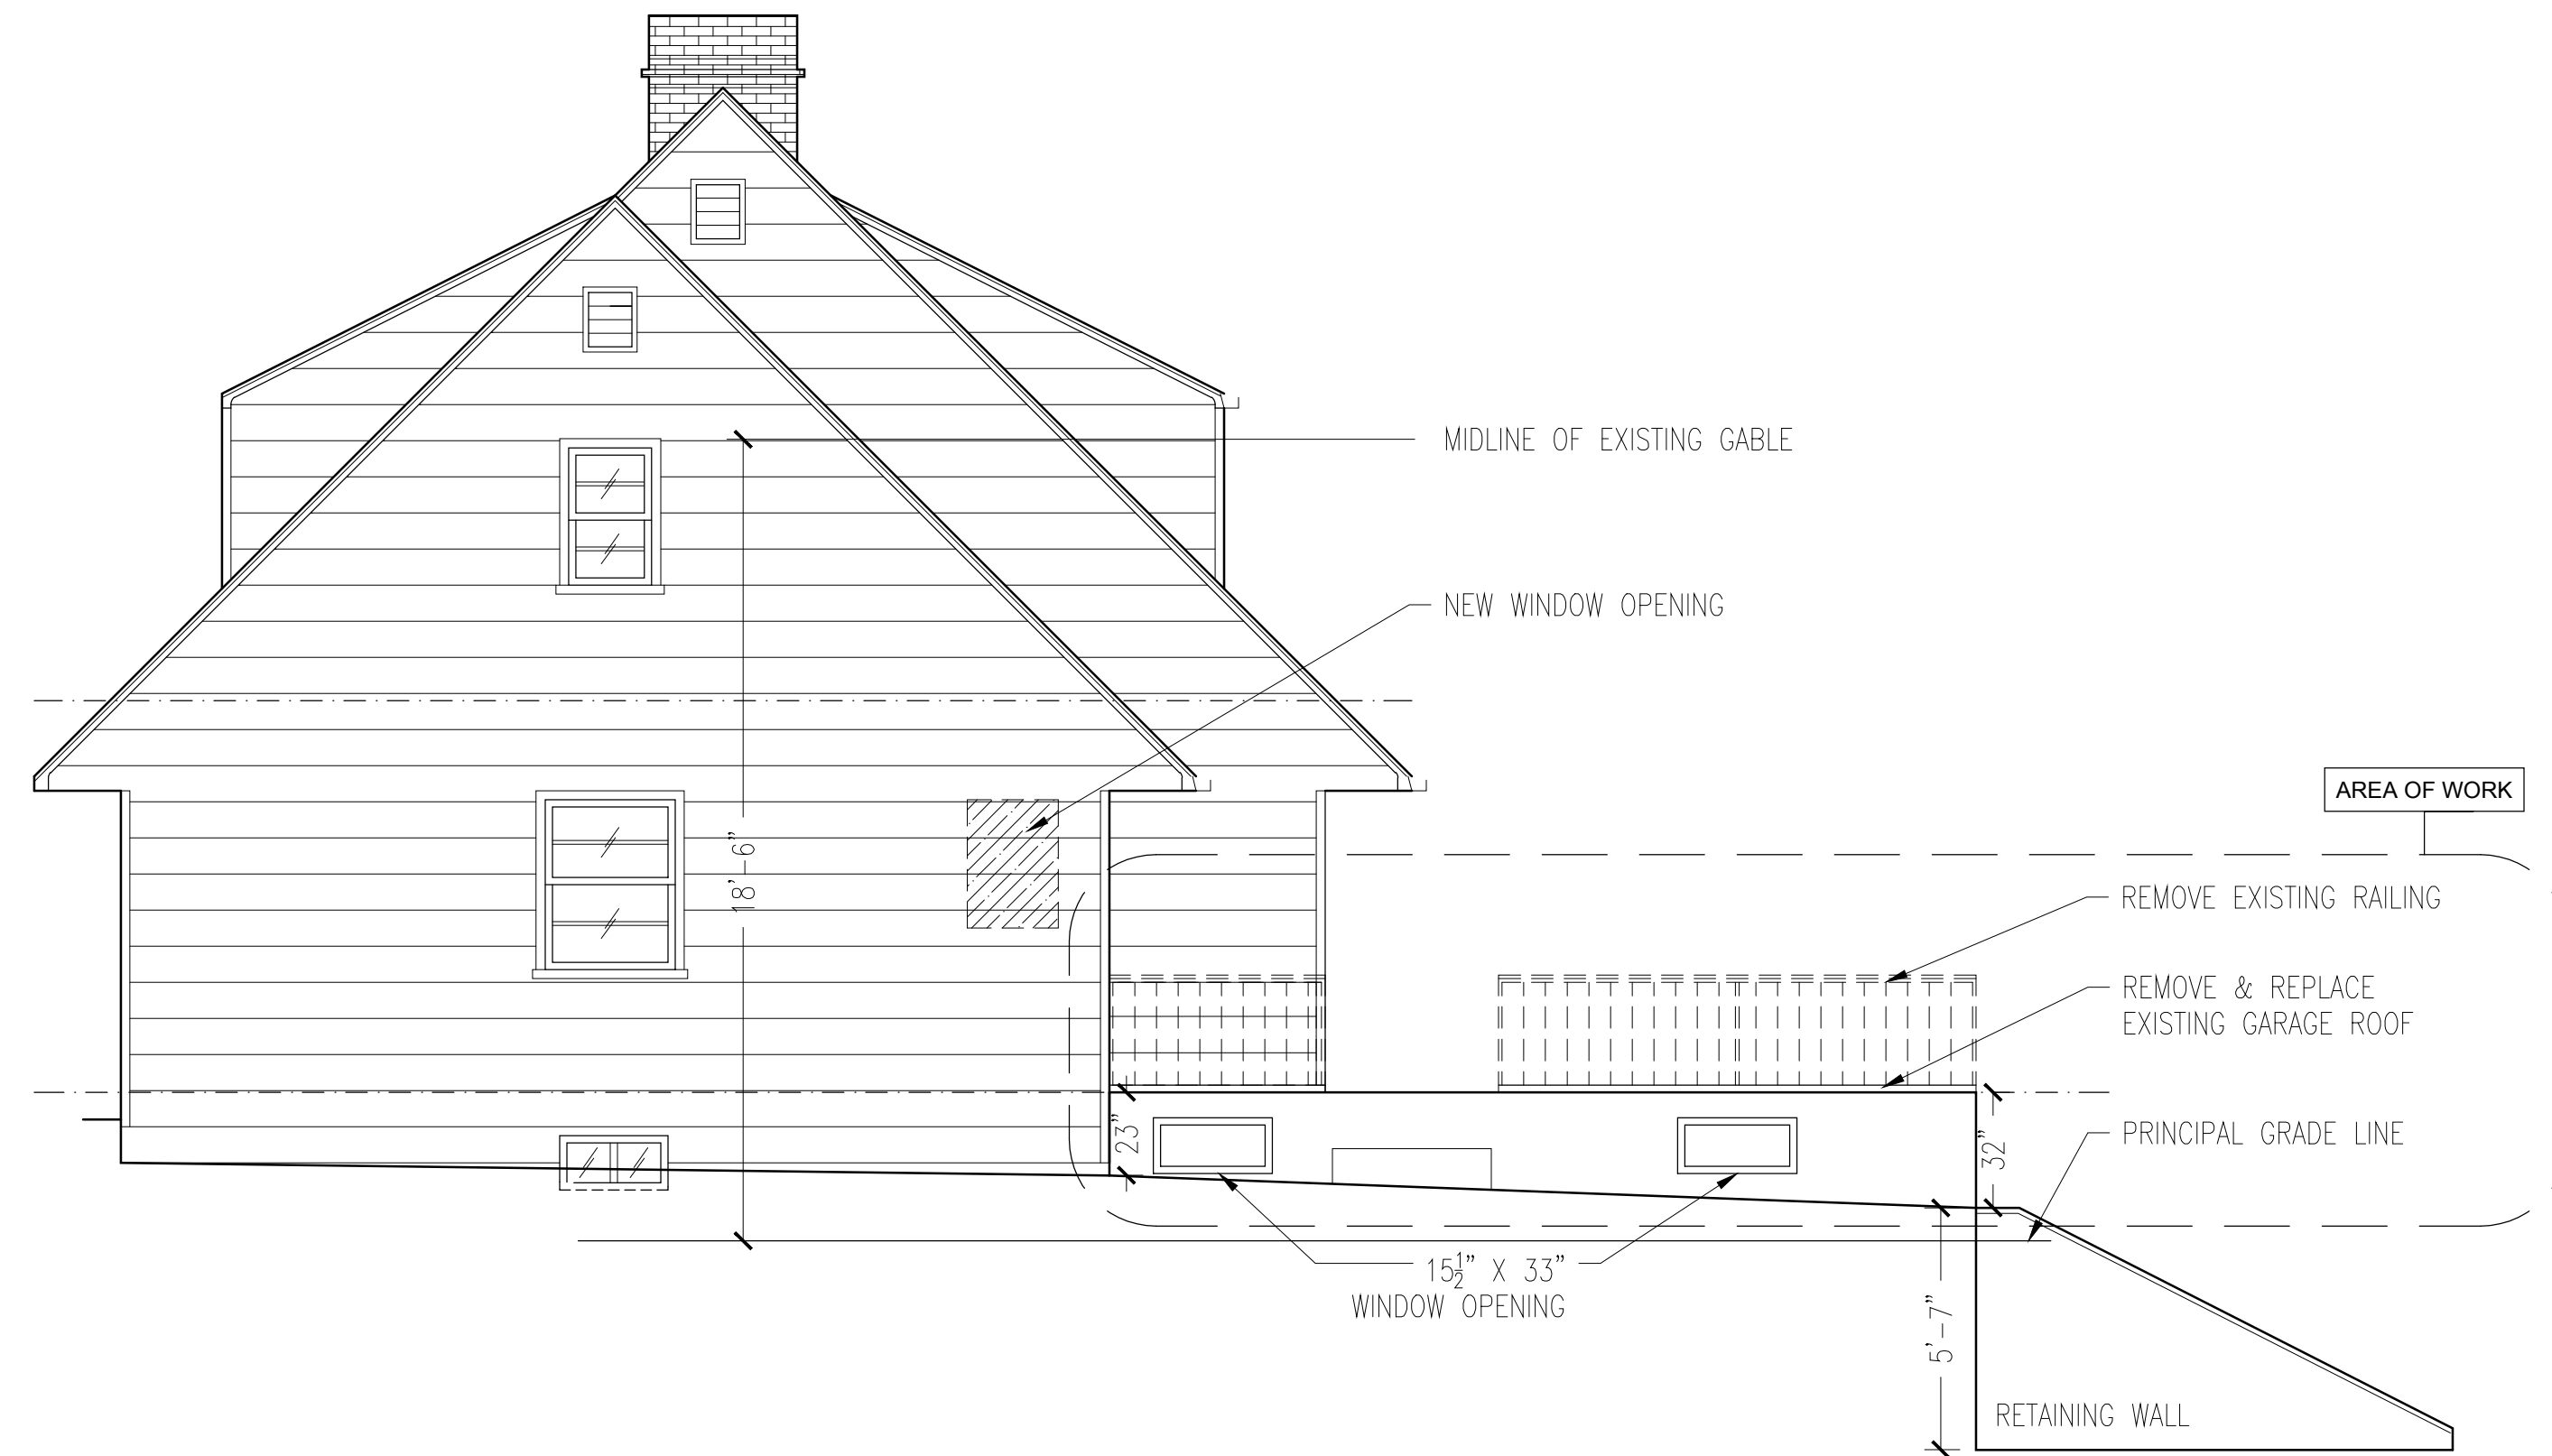 MIDLINE OF EXISTING GABLE
NEW WINDOW OPENING
AREA OF WORK
18'-6"
REMOVE EXISTING RAILING
REMOVE & REPLACE
EXISTING GARAGE ROOF
23"
32"
PRINCIPAL GRADE LINE
15½" X 33"
WINDOW OPENING
5'-7"
RETAINING WALL